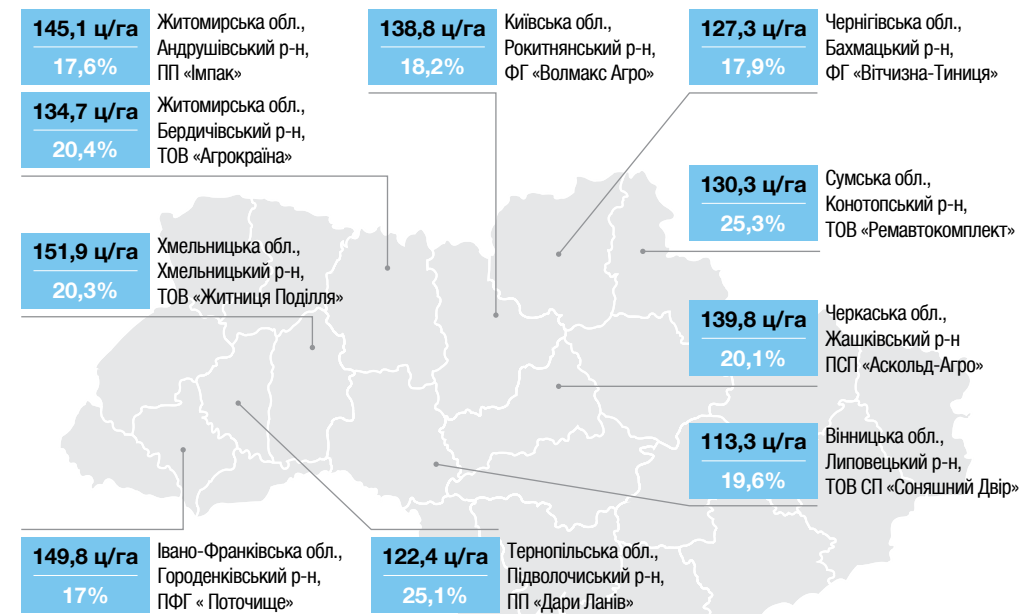 145,1 ц/га
17,6%
Житомирська обл.,
Андрушівський р-н,
ПП «Імпак»
138,8 ц/га
18,2%
Київська обл.,
Рокитнянський р-н,
ФГ «Волмакс Агро»
127,3 ц/га
17,9%
Чернігівська обл.,
Бахмацький р-н,
ФГ «Вітчизна-Тиниця»
134,7 ц/га
20,4%
Житомирська обл.,
Бердичівський р-н,
ТОВ «Агрокраїна»
130,3 ц/га
25,3%
Сумська обл.,
Конотопський р-н,
ТОВ «Ремавтокомплект»
151,9 ц/га
20,3%
Хмельницька обл.,
Хмельницький р-н,
ТОВ «Житниця Поділля»
139,8 ц/га
20,1%
Черкаська обл.,
Жашківський р-н
ПСП «Аскольд-Агро»
113,3 ц/га
19,6%
Вінницька обл.,
Липовецький р-н,
ТОВ СП «Соняшний Двір»
149,8 ц/га
17%
Івано-Франківська обл.,
Городенківський р-н,
ПФГ « Поточище»
122,4 ц/га
25,1%
Тернопільська обл.,
Підволочиський р-н,
ПП «Дари Ланів»